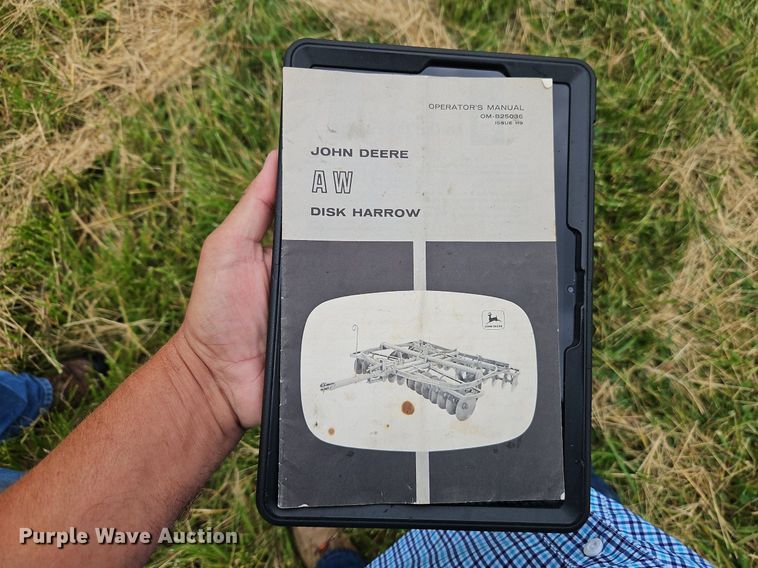 OPERATOR'S MANUAL
OM-B25036
ISSUE H9
JOHN DEERE
AW
DISK HARROW
JOHN DEERE
Purple Wave Auction